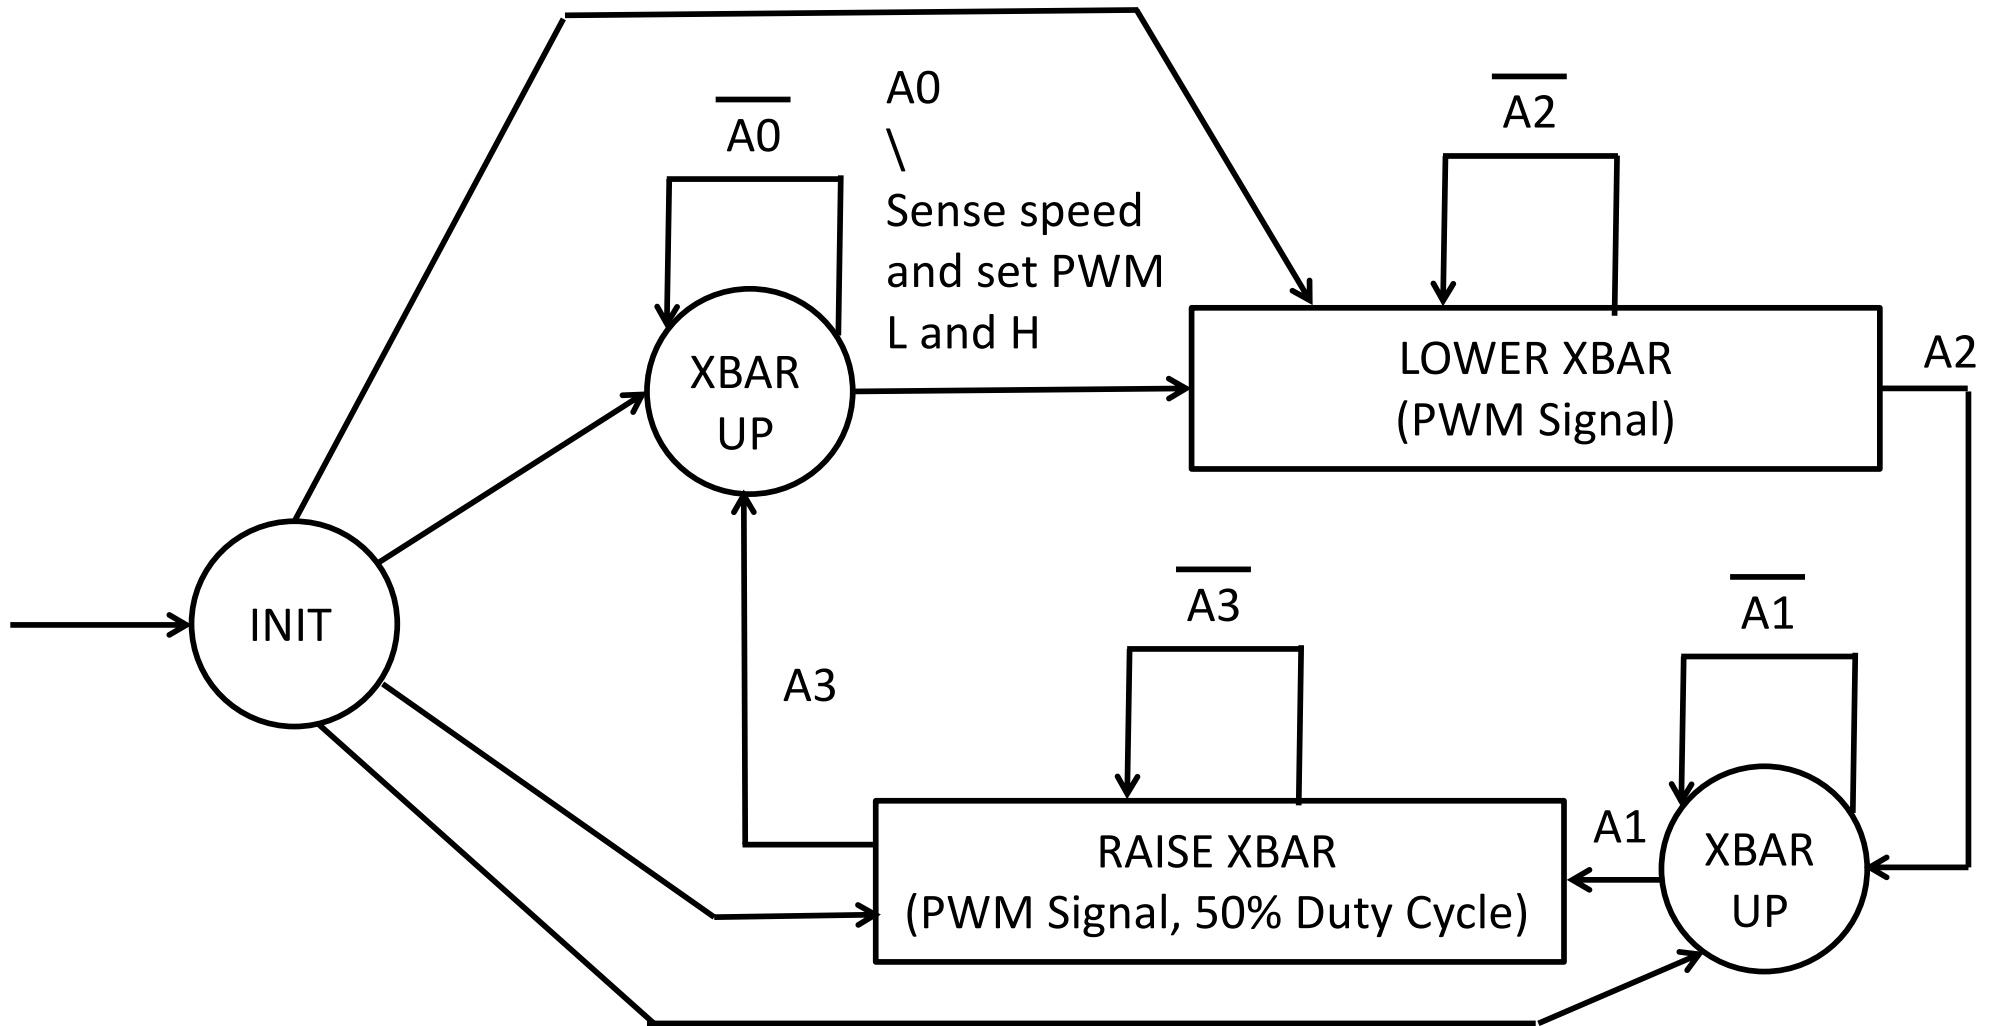 A0
A0
\
Sense speed
and set PWM
L and H
A2
XBAR
UP
LOWER XBAR
(PWM Signal)
A2
INIT
A3
A3
A1
RAISE XBAR
(PWM Signal, 50% Duty Cycle)
A1
XBAR
UP